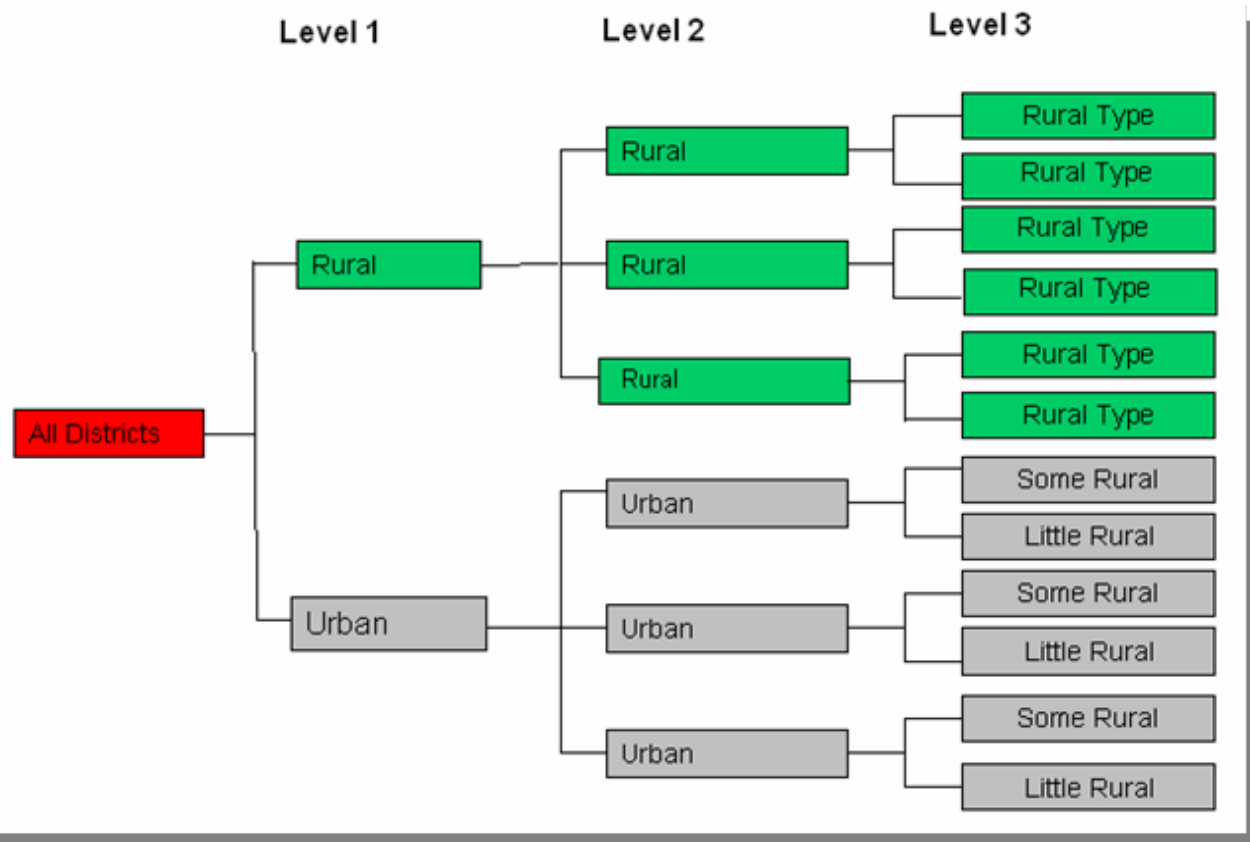 Level 1
Level 2
Level 3
Rural Type
Rural
Rural Type
Rural Type
Rural
Rural
Rural Type
Rural Type
Rural
Rural Type
All Districts
Some Rural
Urban
Little Rural
Some Rural
Urban
Urban
Little Rural
Some Rural
Urban
Little Rural